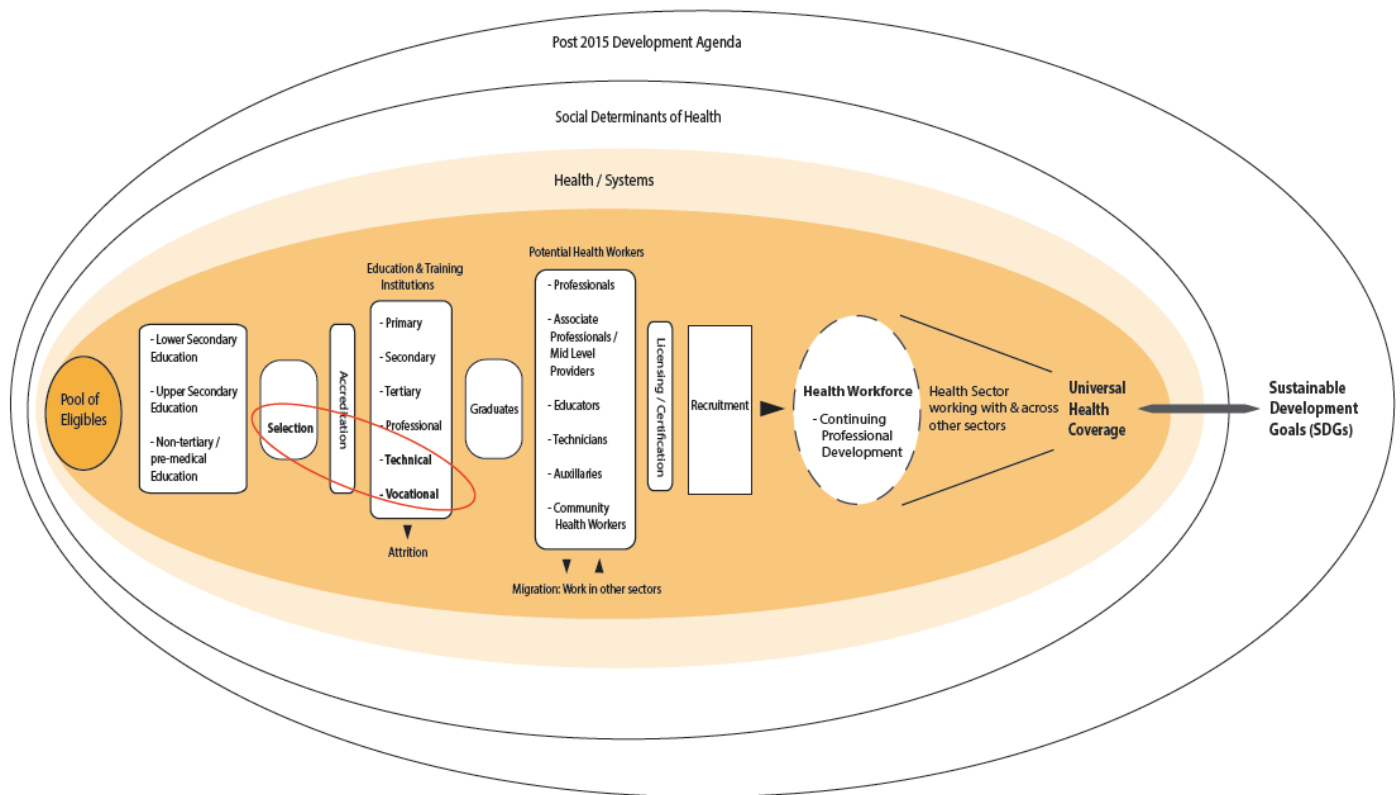 Post 2015 Development Agenda
Social Determinants of Health
Health / Systems
Pool of
Eligibles
- Lower Secondary
Education
- Upper Secondary
Education
- Non-tertiary /
pre-medical
Education
Selection
Accreditation
Education & Training
Institutions
- Primary
- Secondary
- Tertiary
- Professional
- Technical
- Vocational
Attrition
Graduates
Potential Health Workers
- Professionals
- Associate
Professionals /
Mid Level
Providers
- Educators
- Technicians
- Auxillaries
- Community
Health Workers
Migration: Work in other sectors
Licensing / Certification
Recruitment
Health Workforce
- Continuing
Professional
Development
Health Sector
working with & across
other sectors
Universal
Health
Coverage
Sustainable
Development
Goals (SDGs)